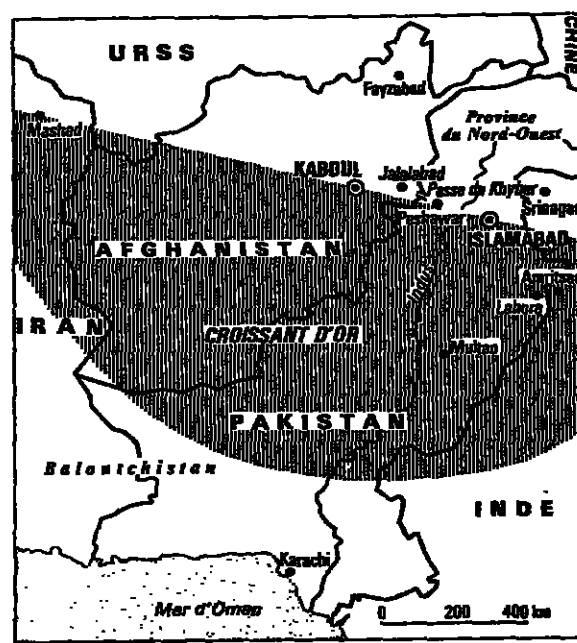 URSS
CHINE
Fayzabad
Province
du Nord-Ouest
Mashad
KABOUL
Jalalabad
Passe de Khyber
Peshawar
Srinagar
ISLAMABAD
AFGHANISTAN
Indus
Amritsar
Lahore
IRAN
CROISSANT D'OR
Multan
PAKISTAN
Baloutchistan
INDE
Karachi
Mer d'Oman
0 200 400 km